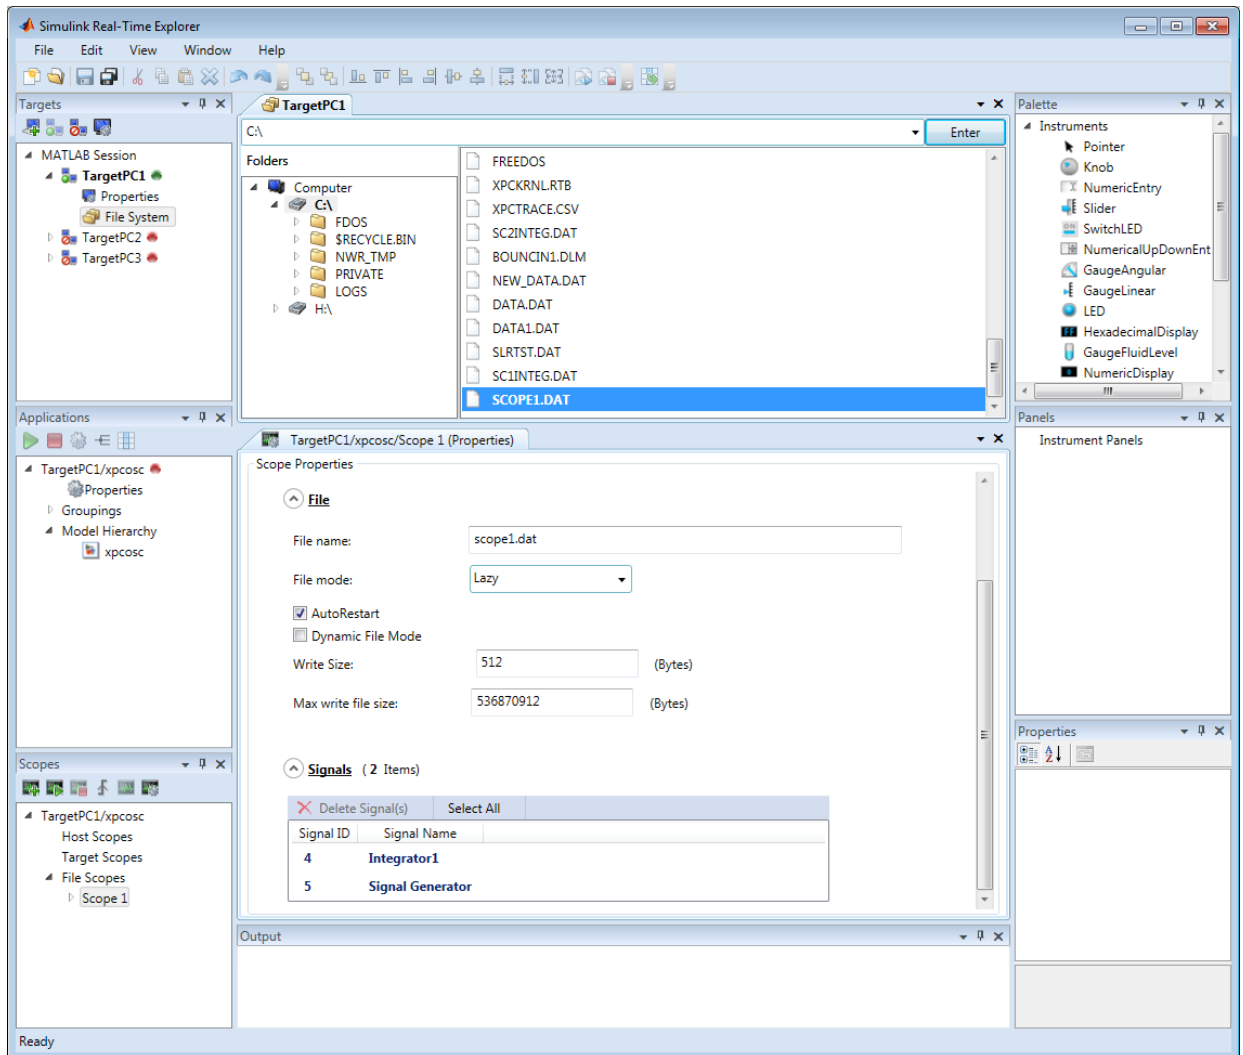 Simulink Real-Time Explorer
File Edit View Window Help
Targets
MATLAB Session
TargetPC1
Properties
File System
TargetPC2
TargetPC3
TargetPC1
C:\
Enter
Folders
Computer
C:\
FDOS
$RECYCLE.BIN
NWR_TMP
PRIVATE
LOGS
H:\
FREEDOS
XPCKRNL.RTB
XPCTRACE.CSV
SC2INTEG.DAT
BOUNCIN1.DLM
NEW_DATA.DAT
DATA.DAT
DATA1.DAT
SLRTST.DAT
SC1INTEG.DAT
SCOPE1.DAT
Palette
Instruments
Pointer
Knob
NumericEntry
Slider
SwitchLED
NumericalUpDownEnt
GaugeAngular
GaugeLinear
LED
HexadecimalDisplay
GaugeFluidLevel
NumericDisplay
Applications
TargetPC1/xpcosc
Properties
Groupings
Model Hierarchy
xpcosc
TargetPC1/xpcosc/Scope 1 (Properties)
Scope Properties
File
File name: scope1.dat
File mode: Lazy
AutoRestart
Dynamic File Mode
Write Size: 512 (Bytes)
Max write file size: 536870912 (Bytes)
Signals ( 2 Items)
Delete Signal(s) Select All
Signal ID Signal Name
4 Integrator1
5 Signal Generator
Panels
Instrument Panels
Properties
Scopes
TargetPC1/xpcosc
Host Scopes
Target Scopes
File Scopes
Scope 1
Output
Ready